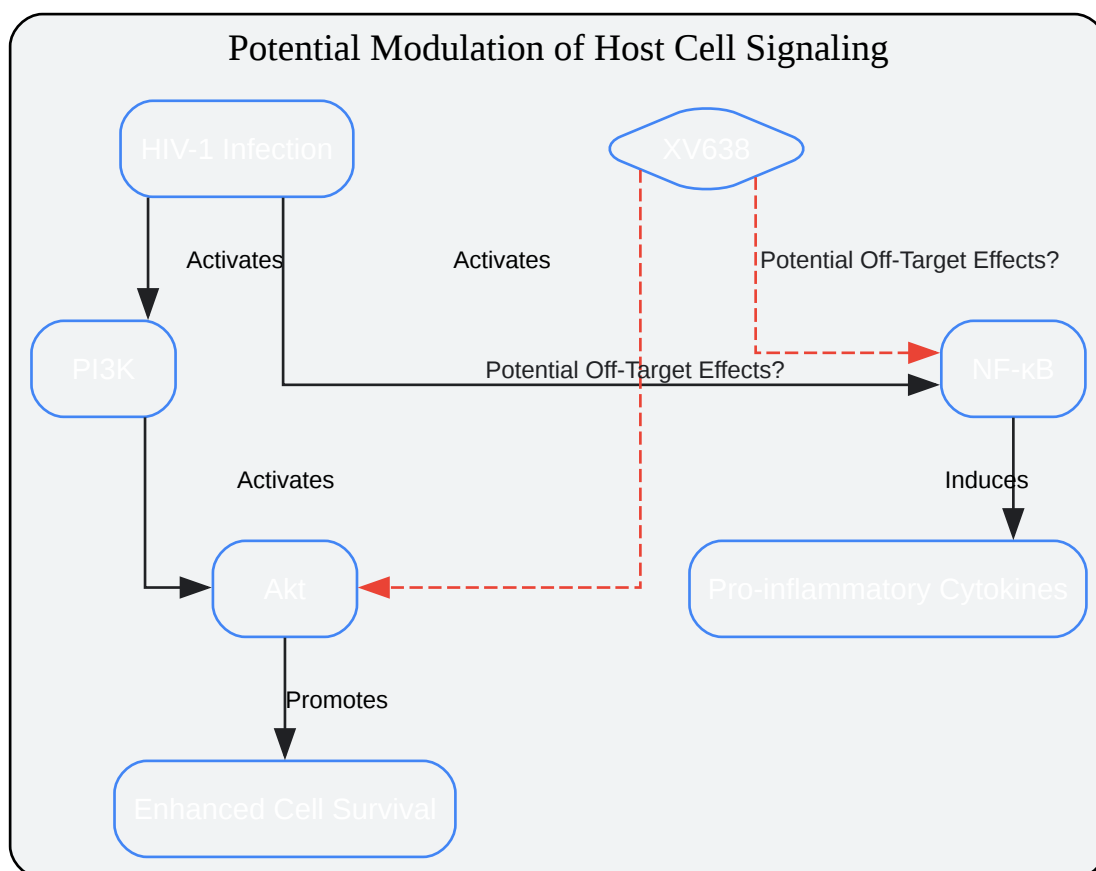 Potential Modulation of Host Cell Signaling
HIV-1 Infection
XV638
Activates
Activates
Potential Off-Target Effects?
PI3K
Potential Off-Target Effects?
NF-κB
Activates
Induces
Akt
Pro-inflammatory Cytokines
Promotes
Enhanced Cell Survival